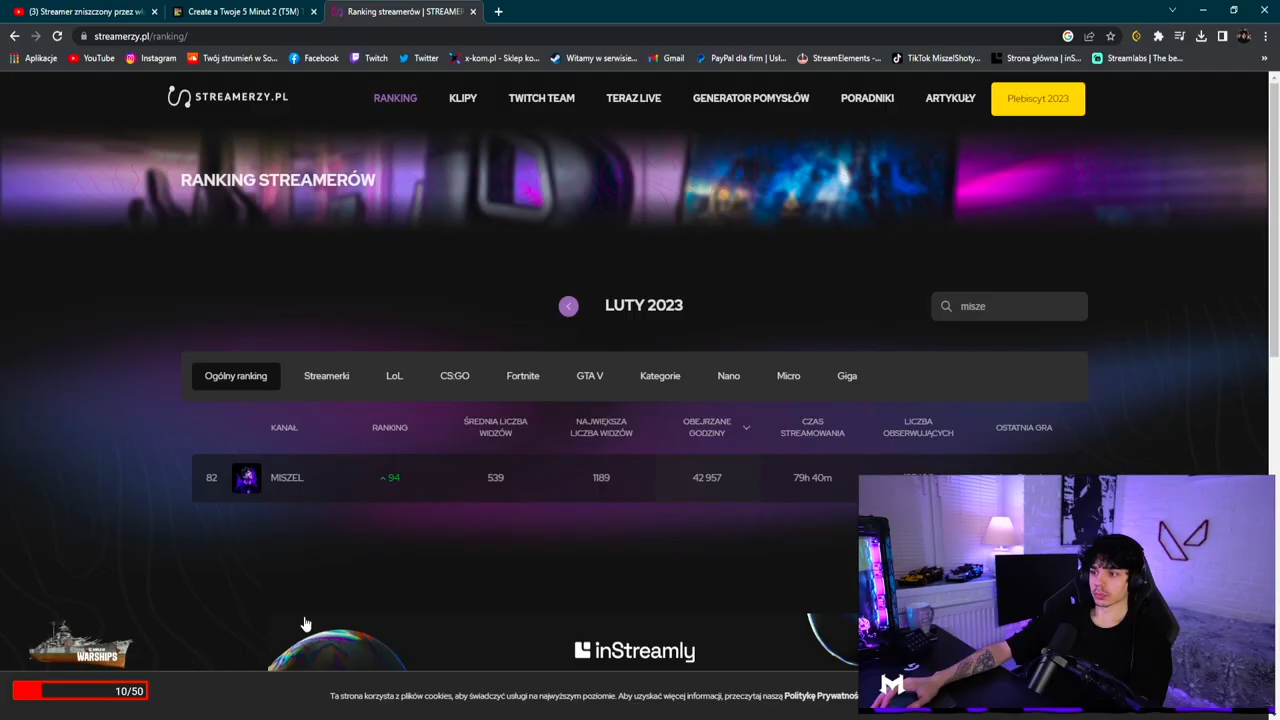 (3) Streamer zniszczony przez w
Create a Twoje 5 Minut 2 (T5M) T
Ranking streamerów | STREAMER
streamerzy.pl/ranking/
Aplikacje
YouTube
Instagram
Twój strumień w So...
Facebook
Twitch
Twitter
x-kom.pl - Sklep ko...
Witamy w serwisie...
Gmail
PayPal dla firm | Usł...
StreamElements -...
TikTok MiszelShoty...
Strona główna | inS...
Streamlabs | The be...
»
STREAMERZY.PL
RANKING
KLIPY
TWITCH TEAM
TERAZ LIVE
GENERATOR POMYSŁÓW
PORADNIKI
ARTYKUŁY
Plebiscyt 2023
RANKING STREAMERÓW
LUTY 2023
misze
Ogólny ranking
Streamerki
LoL
CS:GO
Fortnite
GTA V
Kategorie
Nano
Micro
Giga
KANAŁ
RANKING
ŚREDNIA LICZBA
WIDZÓW
NAJWIĘKSZA
LICZBA WIDZÓW
OBEJRZANE
GODZINY
CZAS
STREAMOWANIA
LICZBA
OBSERWUJĄCYCH
OSTATNIA GRA
82
MISZEL
94
539
1189
42 957
79h 40m
WARSHIPS
inStreamly
10/50
Ta strona korzysta z plików cookies, aby świadczyć usługi na najwyższym poziomie. Aby uzyskać więcej informacji, przeczytaj naszą Politykę Prywatnoś